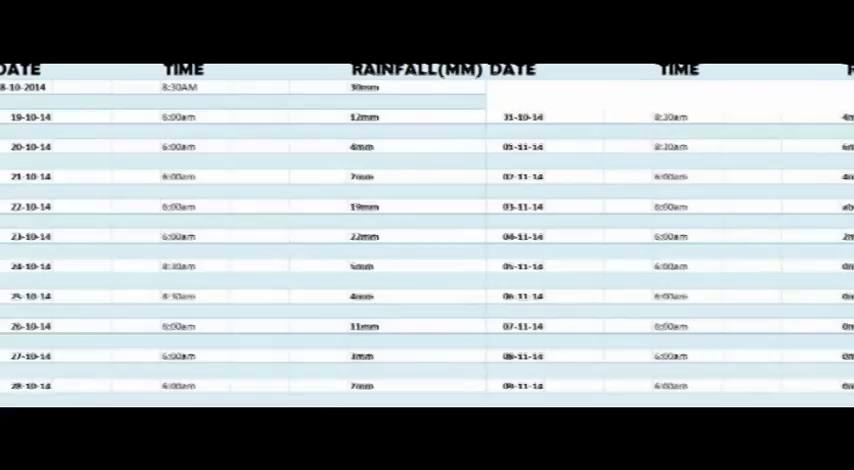 DATE TIME RAINFALL(MM) DATE TIME
8-10-2014 8:30AM 30mm
19-10-14 6:00am 12mm 31-10-14 8:30am
20-10-14 6:00am 4mm 01-11-14 8:30am
21-10-14 6:00am 7mm 02-11-14 6:00am
22-10-14 6:00am 19mm 03-11-14 6:00am
23-10-14 6:00am 22mm 04-11-14 6:00am
24-10-14 8:30am 05-11-14 6:00am
25-10-14 8:30am 4mm 06-11-14 6:00am
26-10-14 6:00am 11mm 07-11-14 6:00am
27-10-14 6:00am 08-11-14 6:00am
28-10-14 6:00am 7mm 6:00am